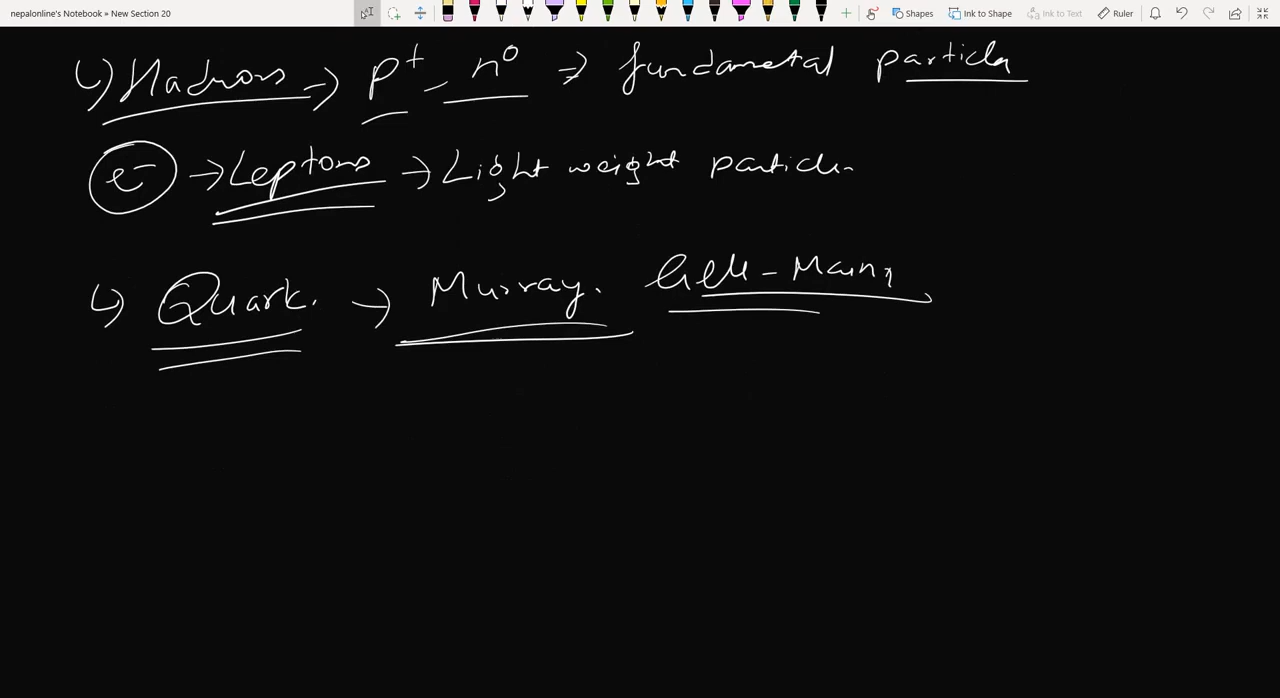 nepalonline's Notebook » New Section 20
Shapes Ink to Shape Ink to Text Ruler
↳ Hadrons → p⁺, n⁰ ⇒ fundametal particle
e⁻ → Leptons → Light weight particle.
↳ Quark. → Murray. Gell-Mann